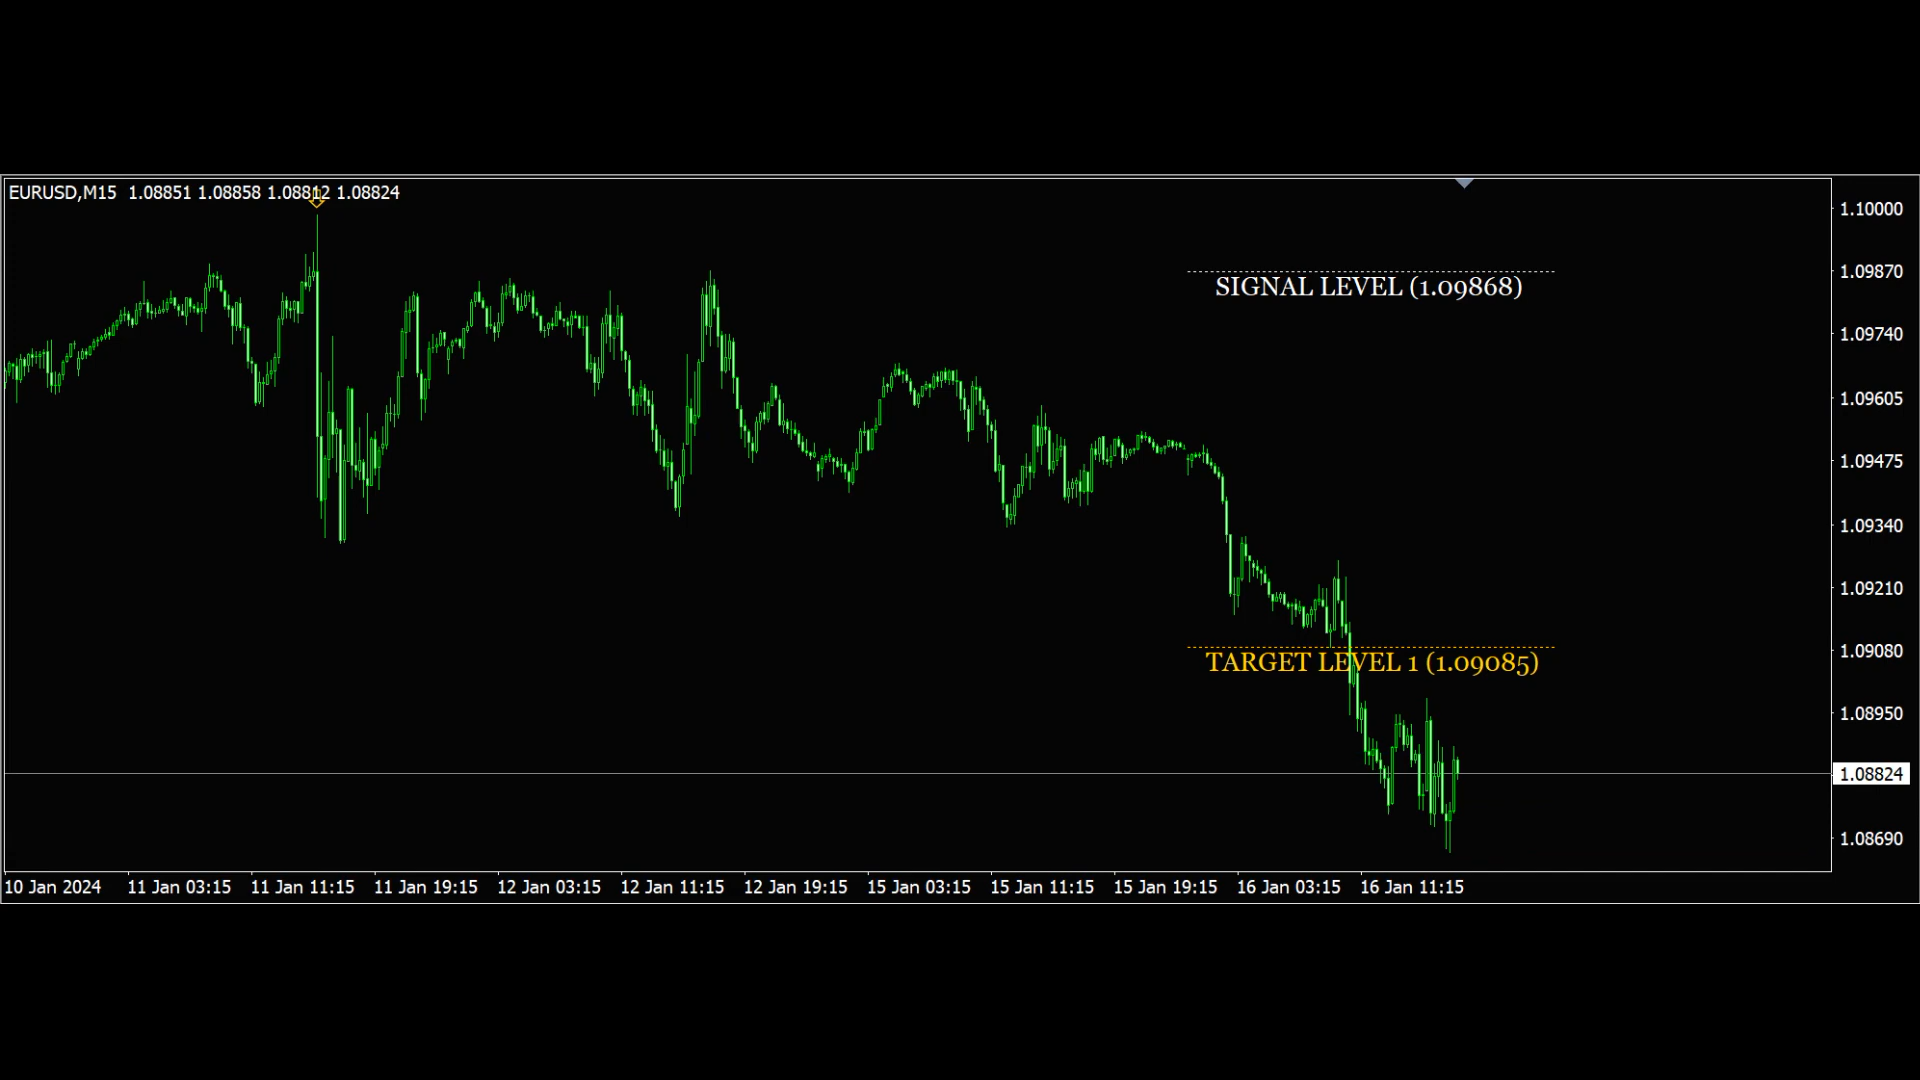 EURUSD,M15 1.08851 1.08858 1.08812 1.08824
1.10000
1.09870
SIGNAL LEVEL (1.09868)
1.09740
1.09605
1.09475
1.09340
1.09210
1.09080
TARGET LEVEL 1 (1.09085)
1.08950
1.08824
1.08690
10 Jan 2024 11 Jan 03:15 11 Jan 11:15 11 Jan 19:15 12 Jan 03:15 12 Jan 11:15 12 Jan 19:15 15 Jan 03:15 15 Jan 11:15 15 Jan 19:15 16 Jan 03:15 16 Jan 11:15